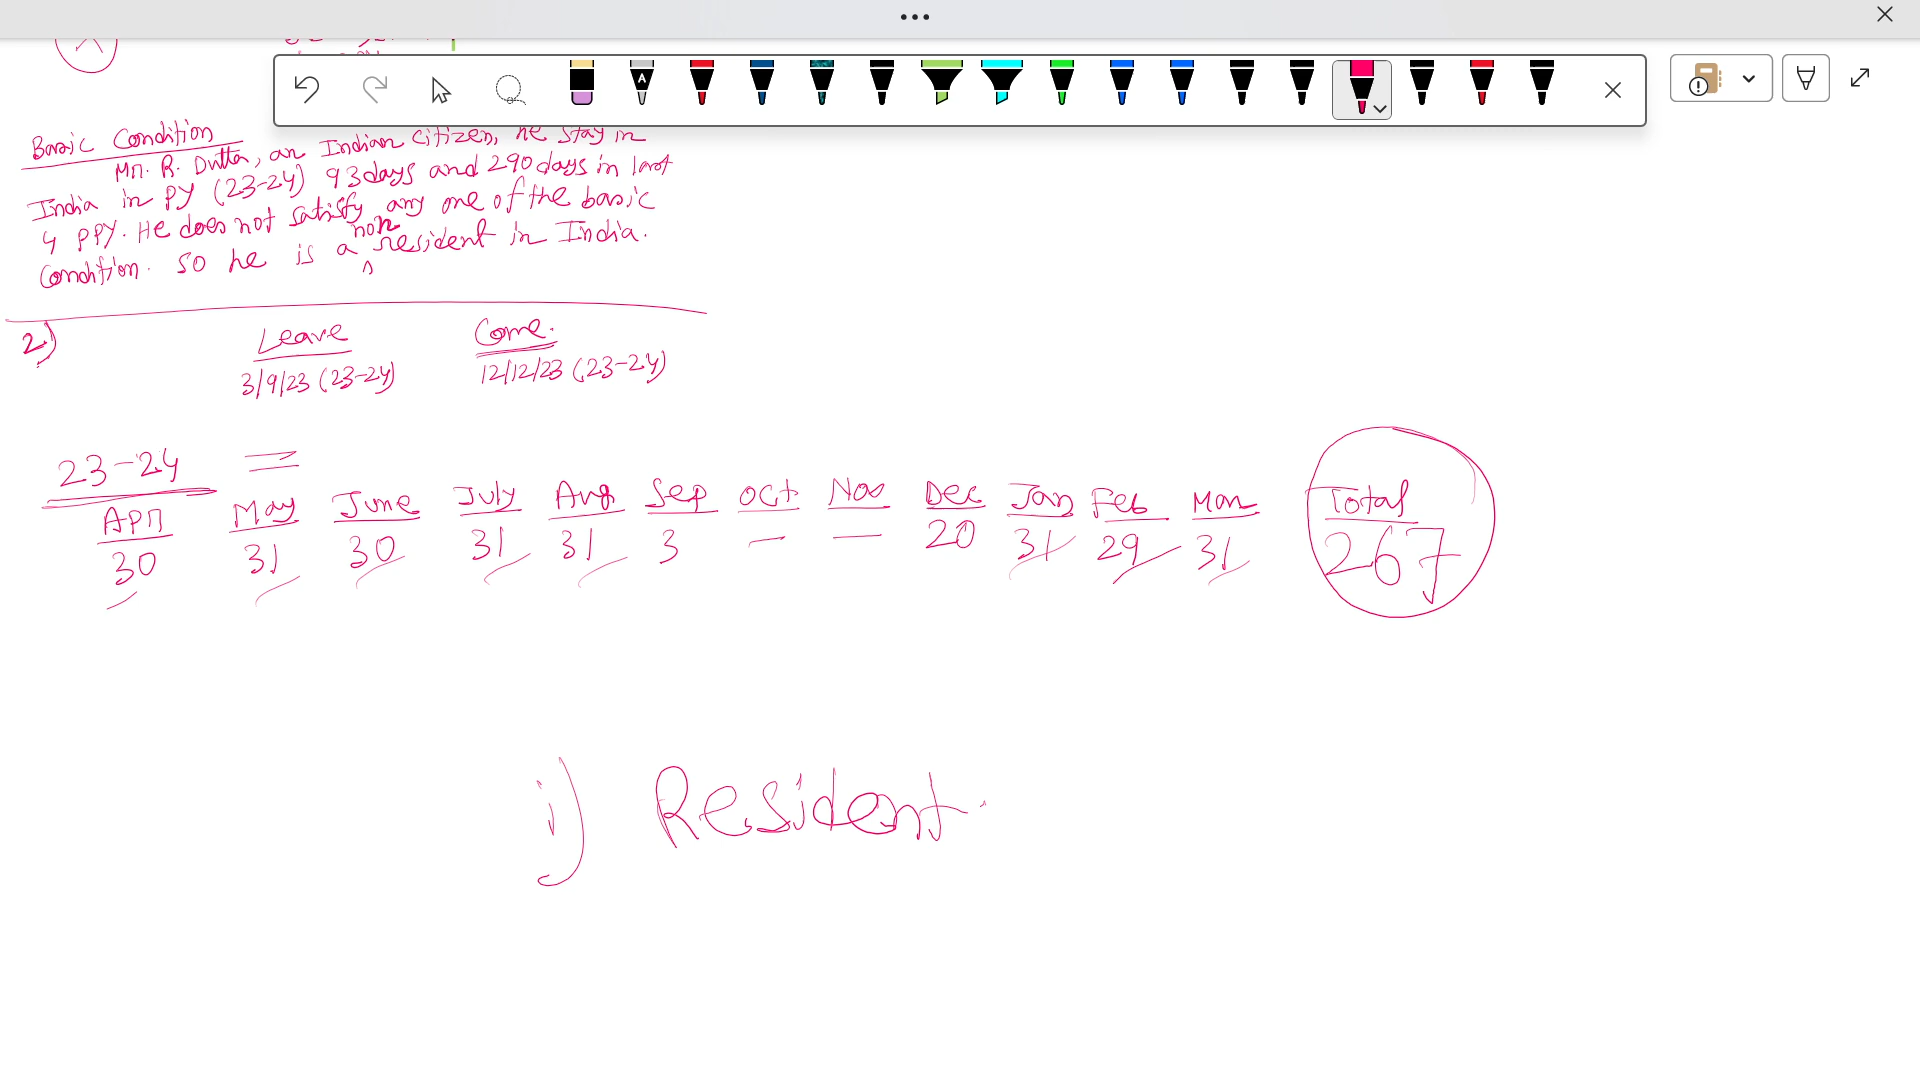 Basic Condition
Mr. R. Dutta, an Indian Citizen, he stay in
India in PY (23-24) 93 days and 290 days in last
4 PPY. He does not satisfy any one of the basic
Condition. So he is a non resident in India.
2)
Leave Come.
3/9/23 (23-24) 12/12/23 (23-24)
23-24 =
Apr May June July Aug Sep Oct Nov Dec Jan Feb Mar Total
30 31 30 31 31 3 — — 20 31 29 31 267
i) Resident.